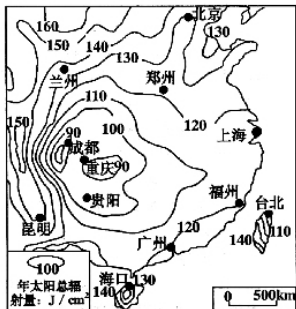 北京
160
150
140
130
130
兰州
郑州
110
150
100
120
上海
90
成都
重庆
90
贵阳
福州
台北
昆明
120
广州
140
110
100
年太阳总辐
射量：J/cm²
海口
130
140
0 500km